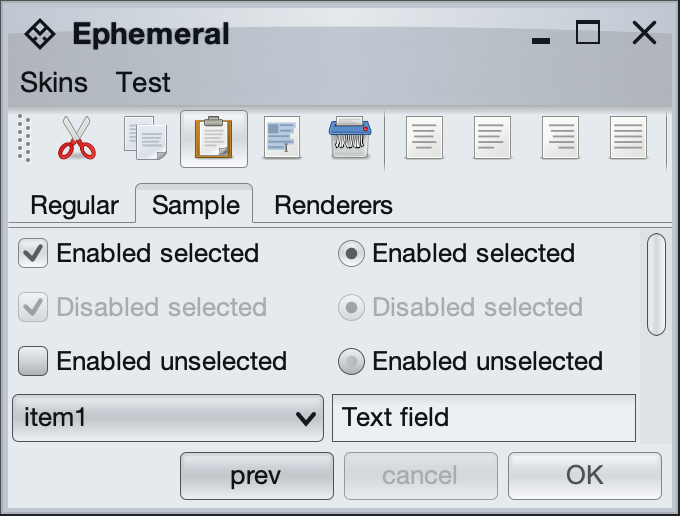 Ephemeral
Skins Test
Regular Sample Renderers
Enabled selected Enabled selected
Disabled selected Disabled selected
Enabled unselected Enabled unselected
item1 Text field
prev cancel OK